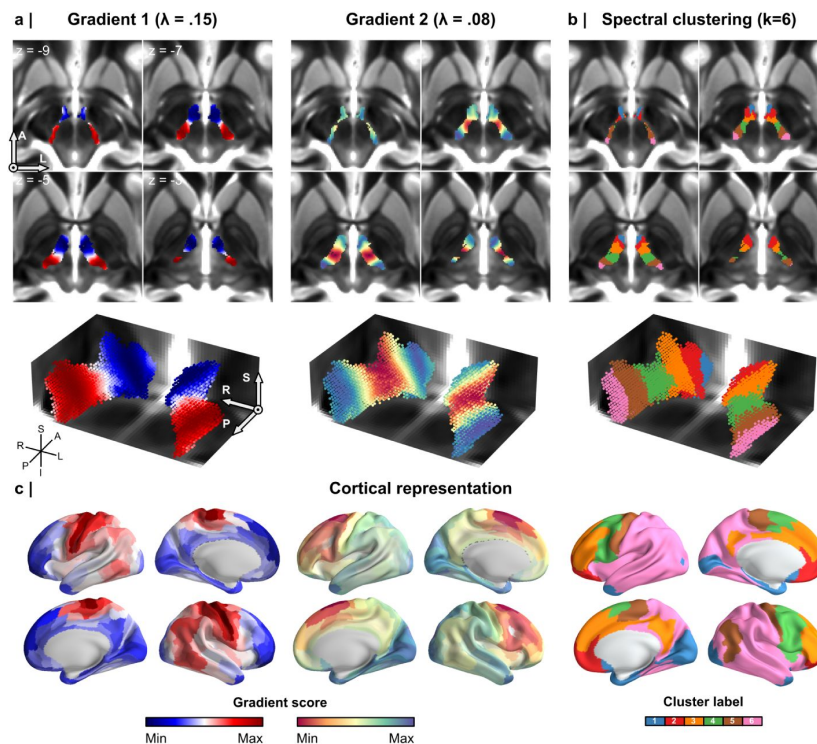 a | Gradient 1 (λ = .15) Gradient 2 (λ = .08) b | Spectral clustering (k=6)
z = -9 z = -7
A
L
z = -5 z = -3
S
R
P
S
R A
P L
I
c | Cortical representation
Gradient score
Min Max Min Max
Cluster label
1 2 3 4 5 6